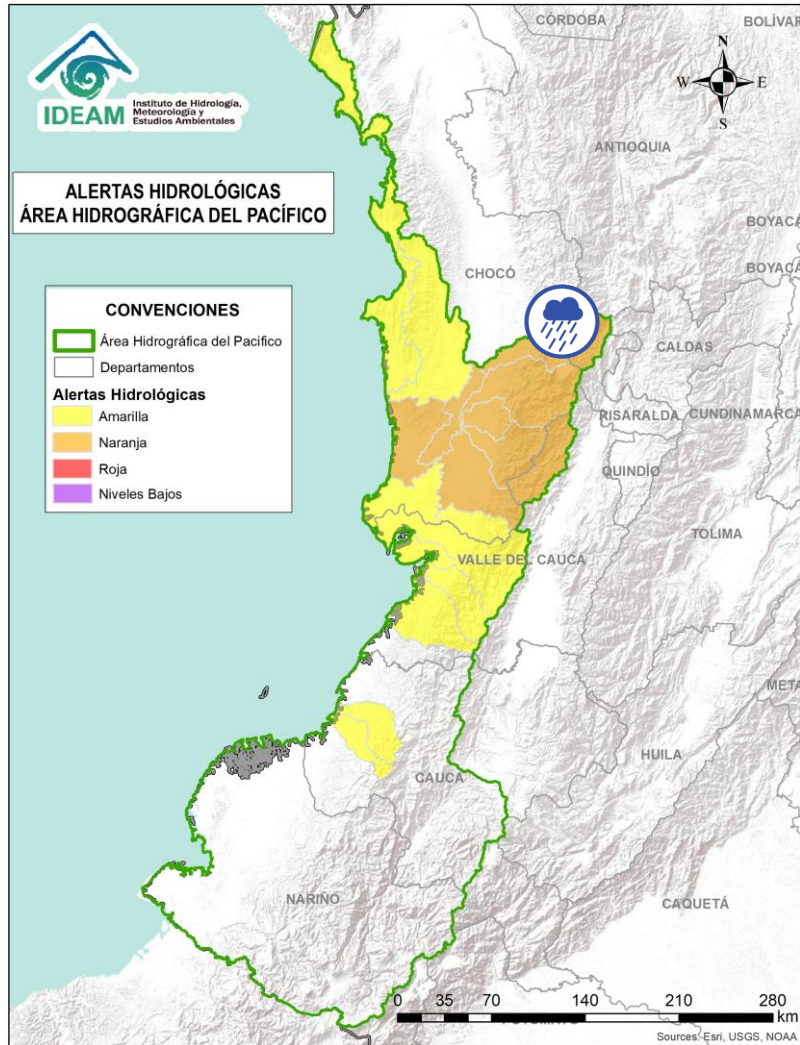 CÓRDOBA
BOLÍVAR
IDEAM
Instituto de Hidrología,
Meteorología y
Estudios Ambientales
N
W
E
S
ANTIOQUIA
ALERTAS HIDROLÓGICAS
ÁREA HIDROGRÁFICA DEL PACÍFICO
BOYACÁ
BOYACÁ
CHOCÓ
CONVENCIONES
Área Hidrográfica del Pacifico
Departamentos
Alertas Hidrológicas
Amarilla
Naranja
Roja
Niveles Bajos
CALDAS
RISARALDA
CUNDINAMARCA
QUINDÍO
TOLIMA
VALLE DEL CAUCA
META
HUILA
CAUCA
NARIÑO
CAQUETÁ
0 35 70 140 210 280
km
Sources: Esri, USGS, NOAA